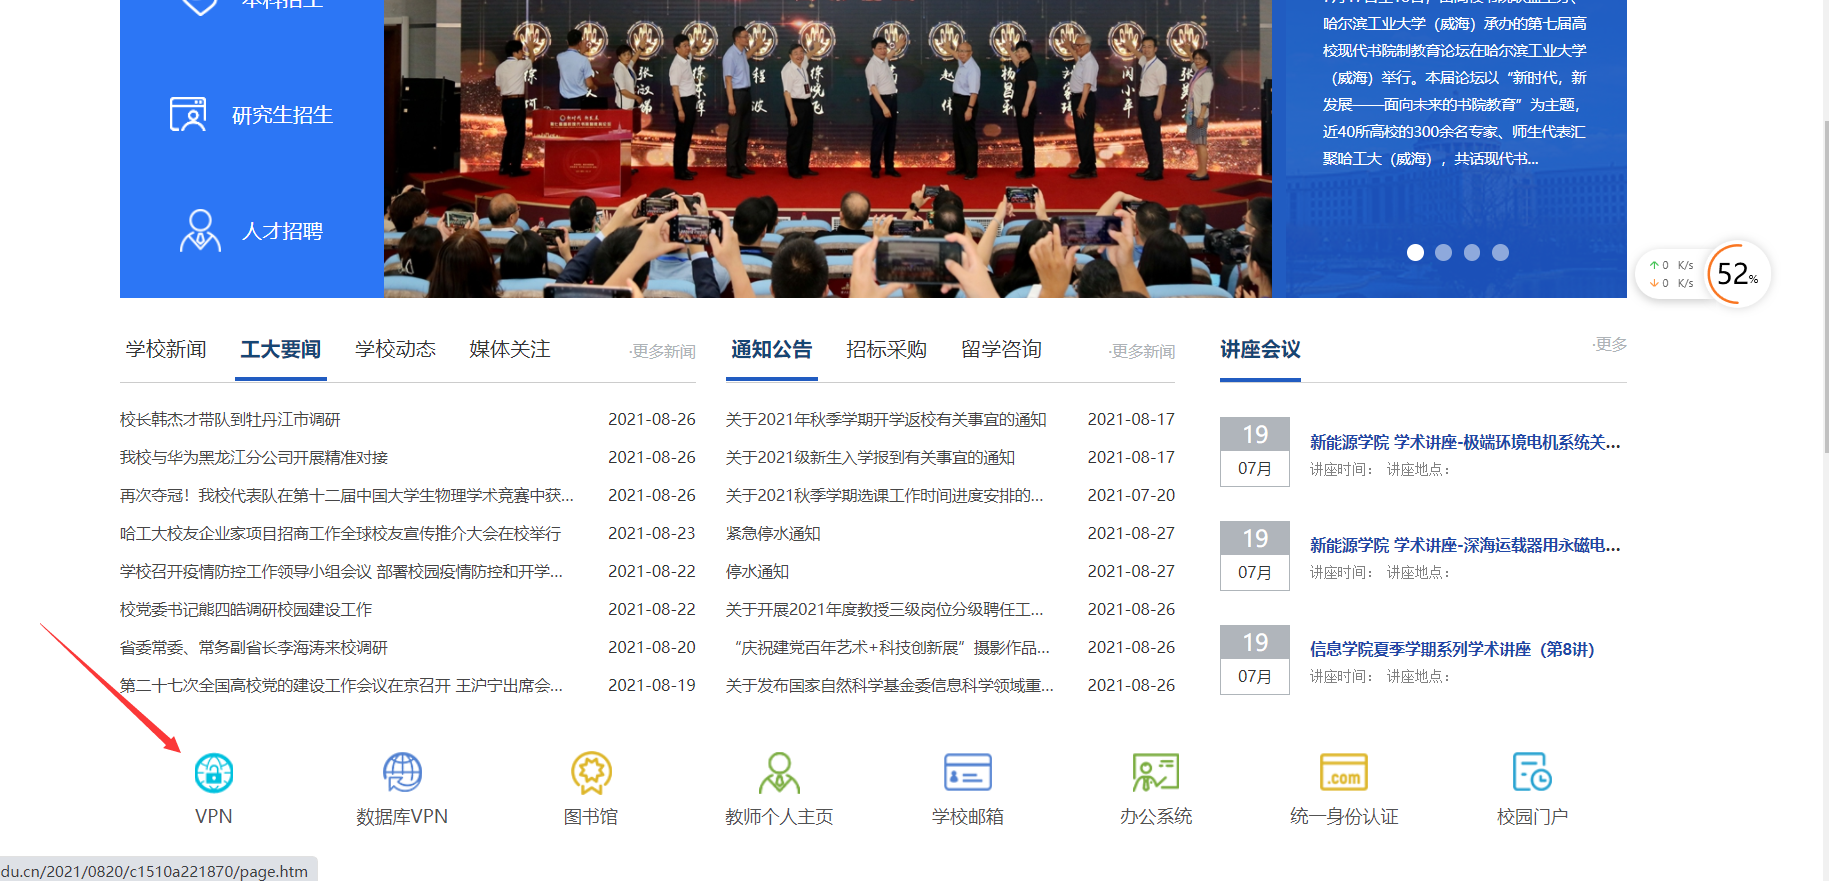 本科招生
研究生招生
人才招聘
哈尔滨工业大学（威海）承办的第七届高
校现代书院制教育论坛在哈尔滨工业大学
（威海）举行。本届论坛以“新时代，新
发展——面向未来的书院教育”为主题，
近40所高校的300余名专家、师生代表汇
聚哈工大（威海），共话现代书...
0 K/s
0 K/s
52%
学校新闻 工大要闻 学校动态 媒体关注 ·更多新闻
校长韩杰才带队到牡丹江市调研 2021-08-26
我校与华为黑龙江分公司开展精准对接 2021-08-26
再次夺冠！我校代表队在第十二届中国大学生物理学术竞赛中获... 2021-08-26
哈工大校友企业家项目招商工作全球校友宣传推介大会在校举行 2021-08-23
学校召开疫情防控工作领导小组会议 部署校园疫情防控和开学... 2021-08-22
校党委书记熊四皓调研校园建设工作 2021-08-22
省委常委、常务副省长李海涛来校调研 2021-08-20
第二十七次全国高校党的建设工作会议在京召开 王沪宁出席会... 2021-08-19
通知公告 招标采购 留学咨询 ·更多新闻
关于2021年秋季学期开学返校有关事宜的通知 2021-08-17
关于2021级新生入学报到有关事宜的通知 2021-08-17
关于2021秋季学期选课工作时间进度安排的... 2021-07-20
紧急停水通知 2021-08-27
停水通知 2021-08-27
关于开展2021年度教授三级岗位分级聘任工... 2021-08-26
“庆祝建党百年艺术+科技创新展”摄影作品... 2021-08-26
关于发布国家自然科学基金委信息科学领域重... 2021-08-26
讲座会议 ·更多
19
07月
新能源学院 学术讲座-极端环境电机系统关...
讲座时间： 讲座地点：
19
07月
新能源学院 学术讲座-深海运载器用永磁电...
讲座时间： 讲座地点：
19
07月
信息学院夏季学期系列学术讲座（第8讲）
讲座时间： 讲座地点：
.com
VPN 数据库VPN 图书馆 教师个人主页 学校邮箱 办公系统 统一身份认证 校园门户
du.cn/2021/0820/c1510a221870/page.htm